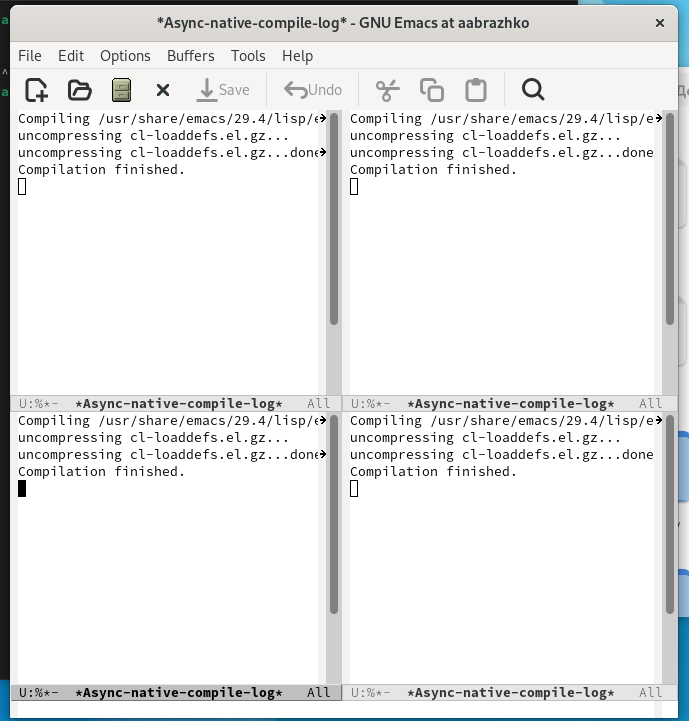 *Async-native-compile-log* - GNU Emacs at aabrazhko
File Edit Options Buffers Tools Help
Save Undo
Compiling /usr/share/emacs/29.4/lisp/e
uncompressing cl-loaddefs.el.gz...
uncompressing cl-loaddefs.el.gz...done
Compilation finished.
U:%*- *Async-native-compile-log* All
Compiling /usr/share/emacs/29.4/lisp/e
uncompressing cl-loaddefs.el.gz...
uncompressing cl-loaddefs.el.gz...done
Compilation finished.
U:%*- *Async-native-compile-log* All
Compiling /usr/share/emacs/29.4/lisp/e
uncompressing cl-loaddefs.el.gz...
uncompressing cl-loaddefs.el.gz...done
Compilation finished.
U:%*- *Async-native-compile-log* All
Compiling /usr/share/emacs/29.4/lisp/e
uncompressing cl-loaddefs.el.gz...
uncompressing cl-loaddefs.el.gz...done
Compilation finished.
U:%*- *Async-native-compile-log* All